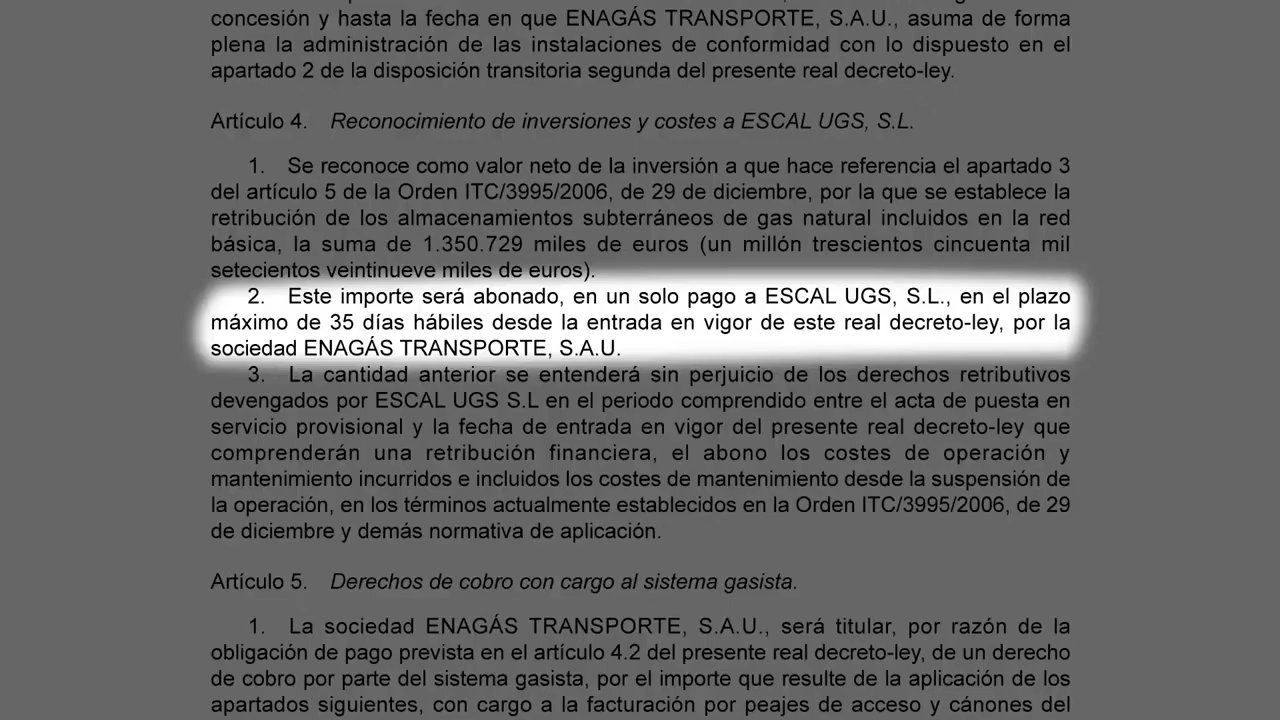 concesión y hasta la fecha en que ENAGÁS TRANSPORTE, S.A.U., asuma de forma
plena la administración de las instalaciones de conformidad con lo dispuesto en el
apartado 2 de la disposición transitoria segunda del presente real decreto-ley.
Artículo 4. Reconocimiento de inversiones y costes a ESCAL UGS, S.L.
1. Se reconoce como valor neto de la inversión a que hace referencia el apartado 3
del artículo 5 de la Orden ITC/3995/2006, de 29 de diciembre, por la que se establece la
retribución de los almacenamientos subterráneos de gas natural incluidos en la red
básica, la suma de 1.350.729 miles de euros (un millón trescientos cincuenta mil
setecientos veintinueve miles de euros).
2. Este importe será abonado, en un solo pago a ESCAL UGS, S.L., en el plazo
máximo de 35 días hábiles desde la entrada en vigor de este real decreto-ley, por la
sociedad ENAGÁS TRANSPORTE, S.A.U.
3. La cantidad anterior se entenderá sin perjuicio de los derechos retributivos
devengados por ESCAL UGS S.L en el periodo comprendido entre el acta de puesta en
servicio provisional y la fecha de entrada en vigor del presente real decreto-ley que
comprenderán una retribución financiera, el abono los costes de operación y
mantenimiento incurridos e incluidos los costes de mantenimiento desde la suspensión de
la operación, en los términos actualmente establecidos en la Orden ITC/3995/2006, de 29
de diciembre y demás normativa de aplicación.
Artículo 5. Derechos de cobro con cargo al sistema gasista.
1. La sociedad ENAGÁS TRANSPORTE, S.A.U., será titular, por razón de la
obligación de pago prevista en el artículo 4.2 del presente real decreto-ley, de un derecho
de cobro por parte del sistema gasista, por el importe que resulte de la aplicación de los
apartados siguientes, con cargo a la facturación por peajes de acceso y cánones del